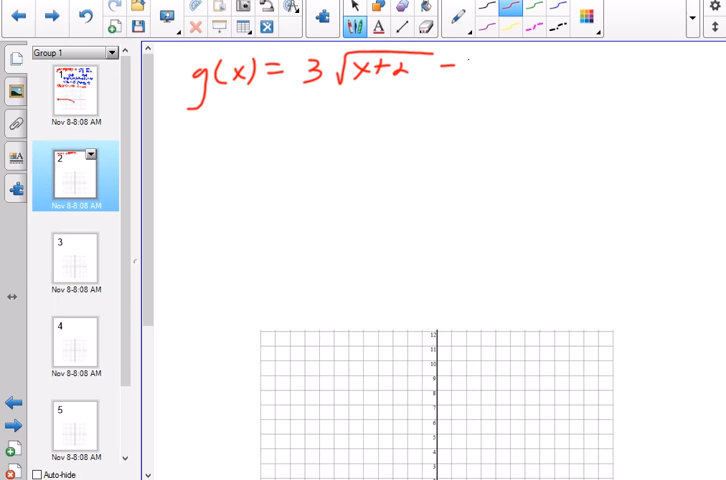 Group 1
g(x) = 3 √(x+2) -
1
Nov 8-8:08 AM
2
Nov 8-8:08 AM
3
Nov 8-8:08 AM
4
Nov 8-8:08 AM
5
Nov 8-8:08 AM
Auto-hide
12
11
10
9
8
7
6
5
4
3